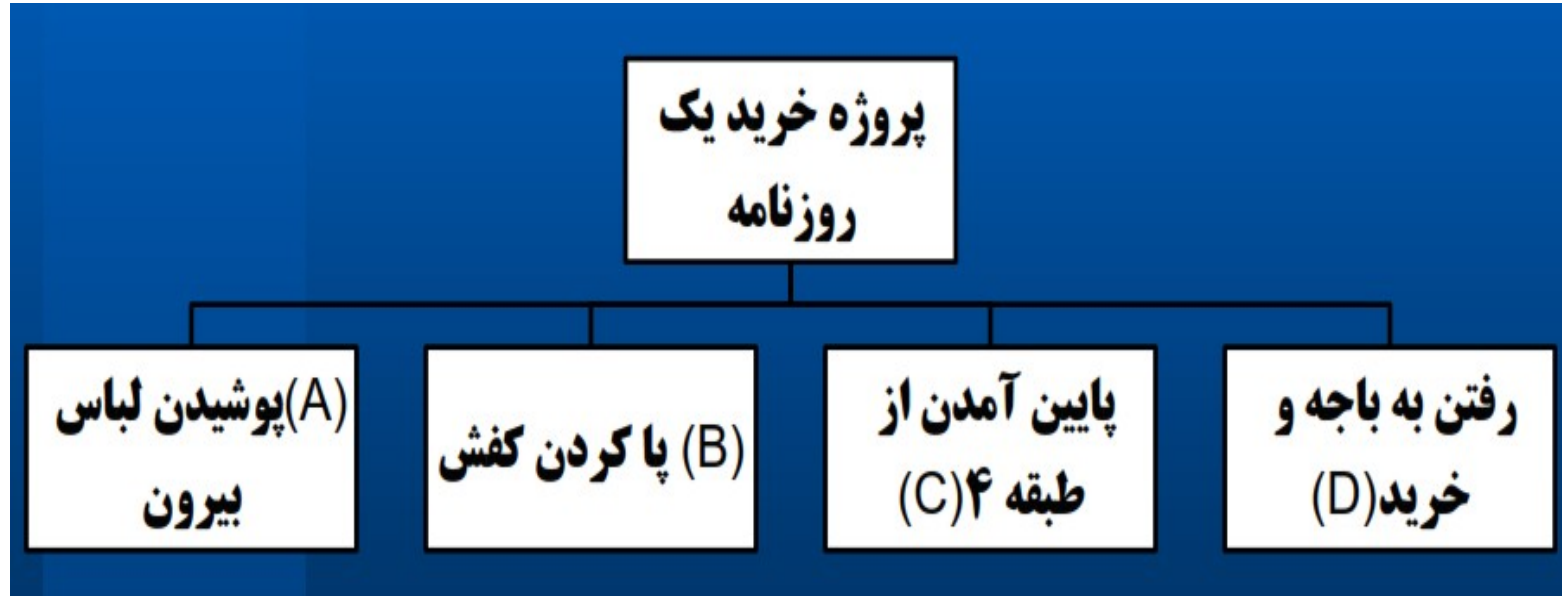 پروژه خرید یک
روزنامه
(A)پوشیدن لباس
بیرون
(B) پا کردن کفش
پایین آمدن از
طبقه ۴(C)
رفتن به باجه و
خرید(D)